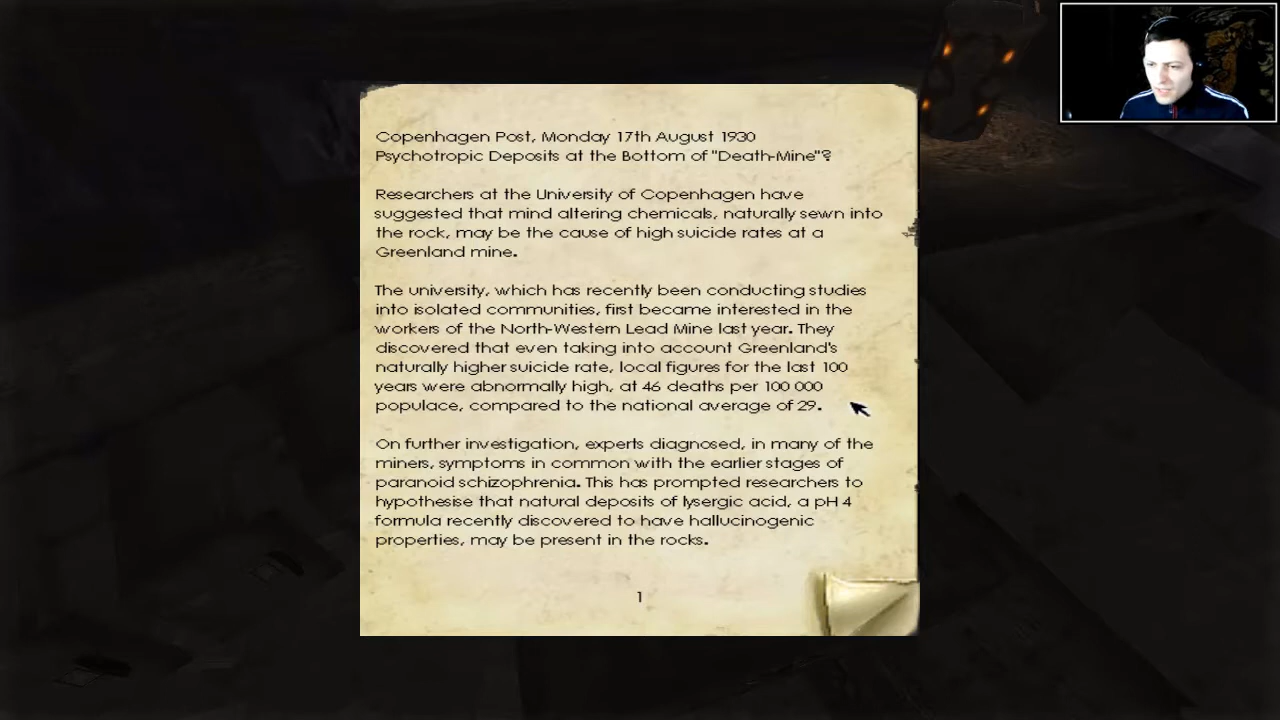 Copenhagen Post, Monday 17th August 1930
Psychotropic Deposits at the Bottom of "Death-Mine"?
Researchers at the University of Copenhagen have
suggested that mind altering chemicals, naturally sewn into
the rock, may be the cause of high suicide rates at a
Greenland mine.
The university, which has recently been conducting studies
into isolated communities, first became interested in the
workers of the North-Western Lead Mine last year. They
discovered that even taking into account Greenland's
naturally higher suicide rate, local figures for the last 100
years were abnormally high, at 46 deaths per 100 000
populace, compared to the national average of 29.
On further investigation, experts diagnosed, in many of the
miners, symptoms in common with the earlier stages of
paranoid schizophrenia. This has prompted researchers to
hypothesise that natural deposits of lysergic acid, a pH 4
formula recently discovered to have hallucinogenic
properties, may be present in the rocks.
1